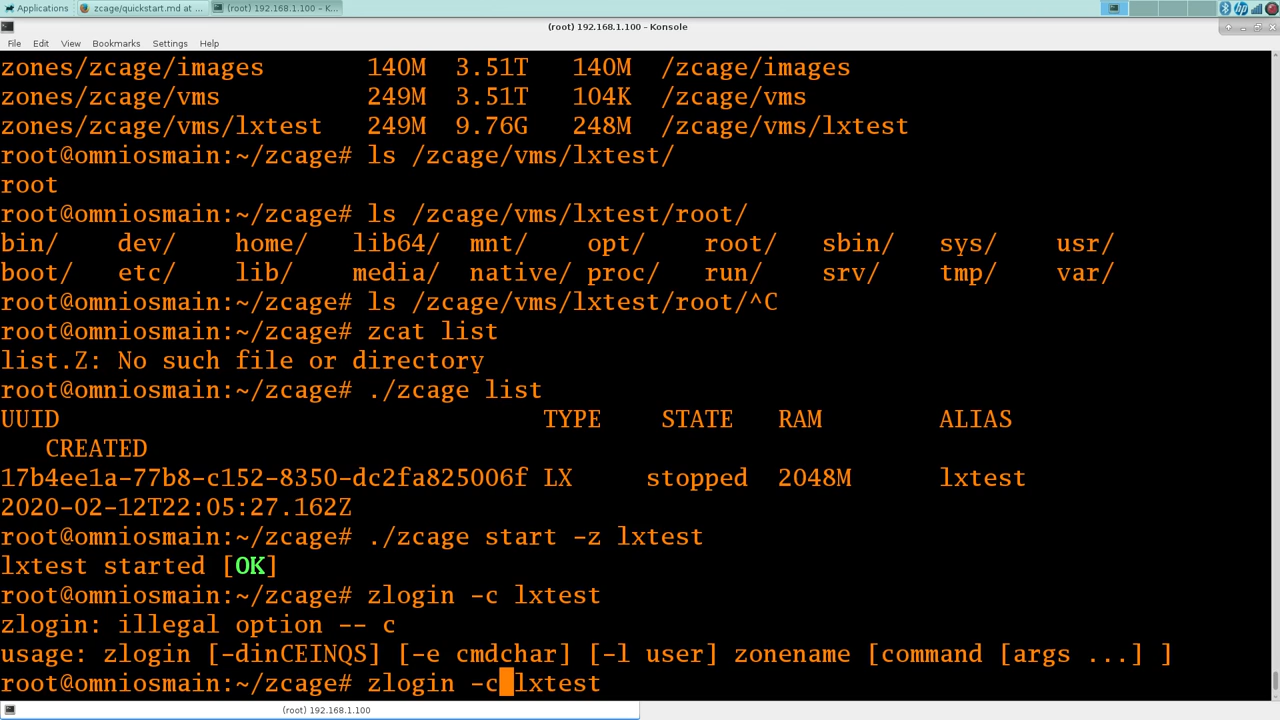 Applications zcage/quickstart.md at ... (root) 192.168.1.100 – K...
(root) 192.168.1.100 – Konsole
File Edit View Bookmarks Settings Help
zones/zcage/images 140M 3.51T 140M /zcage/images
zones/zcage/vms 249M 3.51T 104K /zcage/vms
zones/zcage/vms/lxtest 249M 9.76G 248M /zcage/vms/lxtest
root@omniosmain:~/zcage# ls /zcage/vms/lxtest/
root
root@omniosmain:~/zcage# ls /zcage/vms/lxtest/root/
bin/ dev/ home/ lib64/ mnt/ opt/ root/ sbin/ sys/ usr/
boot/ etc/ lib/ media/ native/ proc/ run/ srv/ tmp/ var/
root@omniosmain:~/zcage# ls /zcage/vms/lxtest/root/^C
root@omniosmain:~/zcage# zcat list
list.Z: No such file or directory
root@omniosmain:~/zcage# ./zcage list
UUID TYPE STATE RAM ALIAS
CREATED
17b4ee1a-77b8-c152-8350-dc2fa825006f LX stopped 2048M lxtest
2020-02-12T22:05:27.162Z
root@omniosmain:~/zcage# ./zcage start -z lxtest
lxtest started [OK]
root@omniosmain:~/zcage# zlogin -c lxtest
zlogin: illegal option -- c
usage: zlogin [-dinCEINQS] [-e cmdchar] [-l user] zonename [command [args ...] ]
root@omniosmain:~/zcage# zlogin -c lxtest
(root) 192.168.1.100